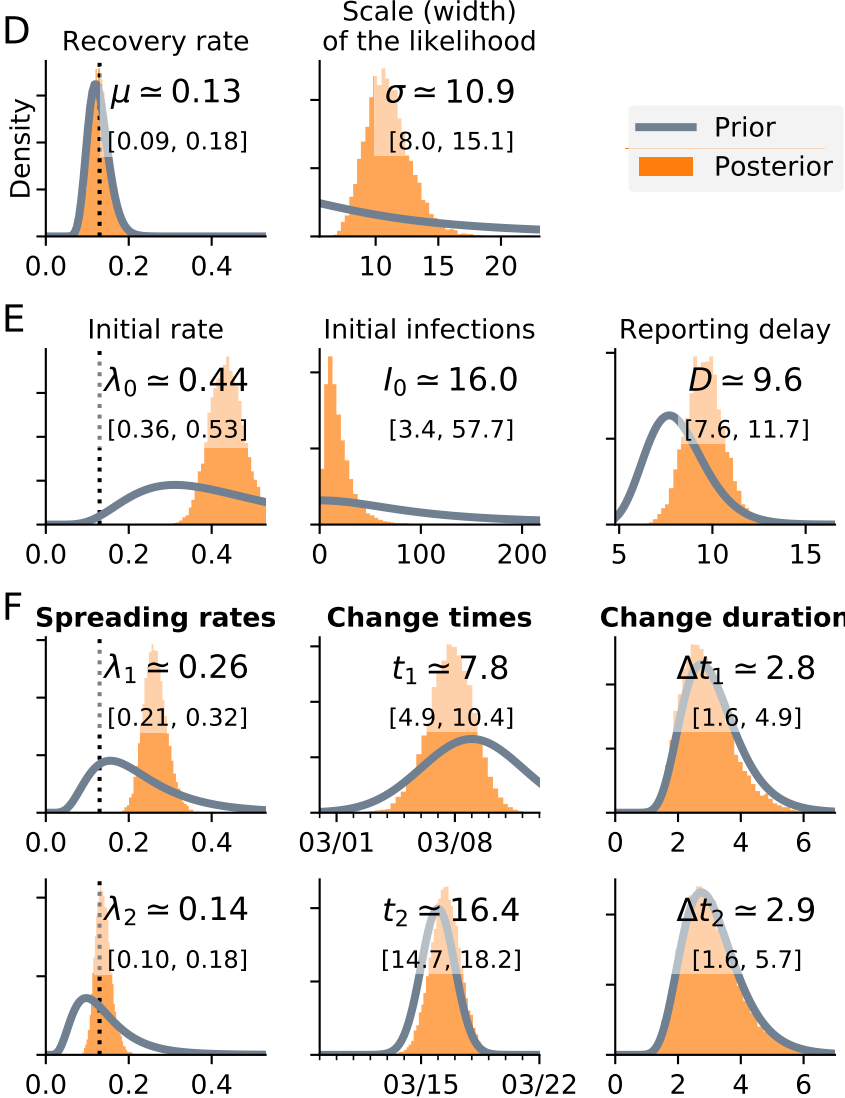 D
Recovery rate
Scale (width)
of the likelihood
Density
μ ≃ 0.13
[0.09, 0.18]
0.0 0.2 0.4
σ ≃ 10.9
[8.0, 15.1]
10 15 20
Prior
Posterior
E
Initial rate
λ₀ ≃ 0.44
[0.36, 0.53]
0.0 0.2 0.4
Initial infections
I₀ ≃ 16.0
[3.4, 57.7]
0 100 200
Reporting delay
D ≃ 9.6
[7.6, 11.7]
5 10 15
F
Spreading rates
λ₁ ≃ 0.26
[0.21, 0.32]
0.0 0.2 0.4
Change times
t₁ ≃ 7.8
[4.9, 10.4]
03/01 03/08
Change duration
Δt₁ ≃ 2.8
[1.6, 4.9]
0 2 4 6
λ₂ ≃ 0.14
[0.10, 0.18]
0.0 0.2 0.4
t₂ ≃ 16.4
[14.7, 18.2]
03/15 03/22
Δt₂ ≃ 2.9
[1.6, 5.7]
0 2 4 6